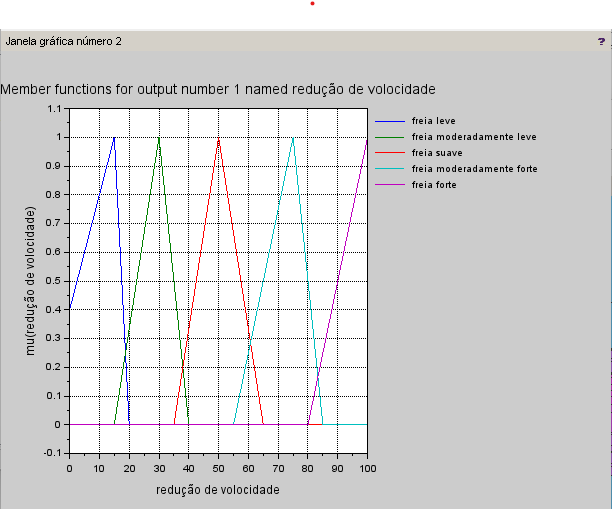 Janela gráfica número 2
?
Member functions for output number 1 named redução de volocidade
1.1
1
0.9
0.8
0.7
0.6
0.5
0.4
0.3
0.2
0.1
0
-0.1
mu(redução de volocidade)
0 10 20 30 40 50 60 70 80 90 100
redução de volocidade
freia leve
freia moderadamente leve
freia suave
freia moderadamente forte
freia forte